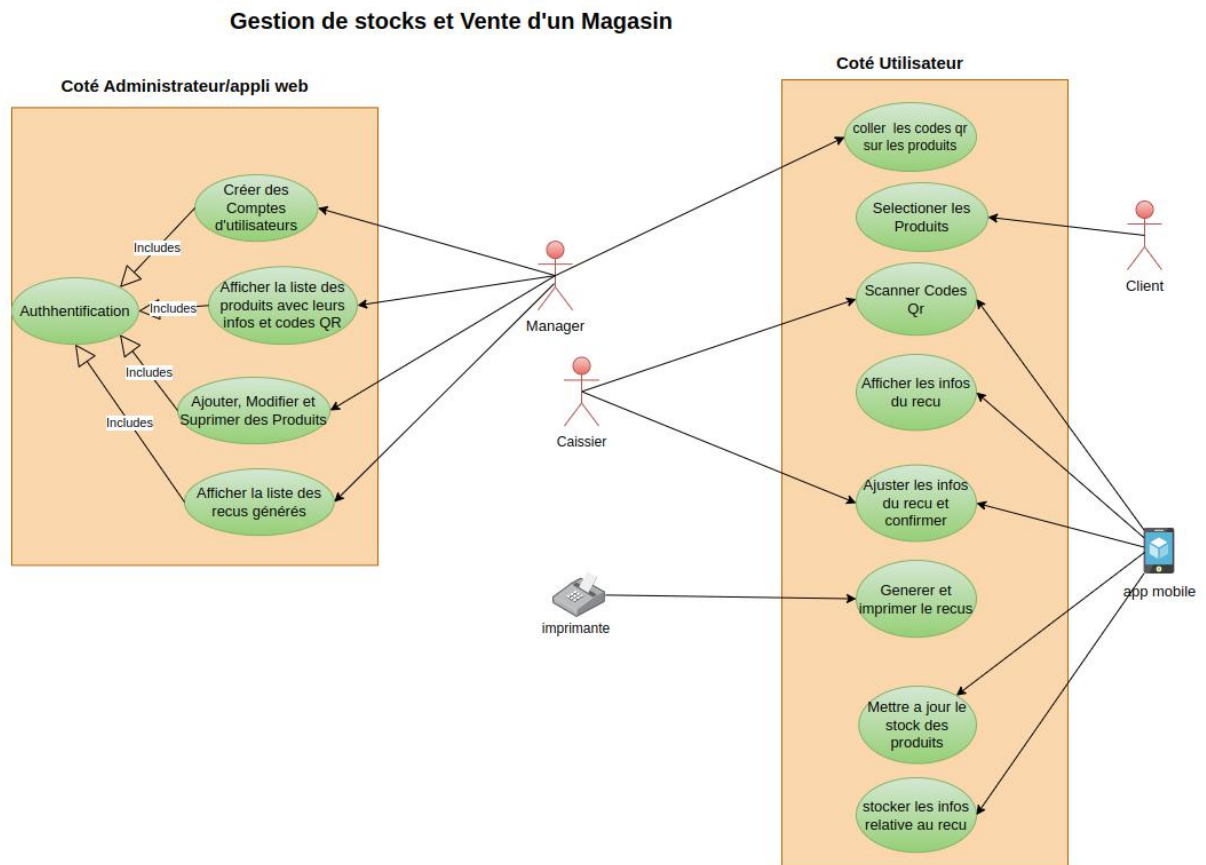 Gestion de stocks et Vente d'un Magasin
Coté Administrateur/appli web
Créer des
Comptes
d'utilisateurs
Includes
Afficher la liste des
produits avec leurs
infos et codes QR
Includes
Authhentification
Includes
Ajouter, Modifier et
Suprimer des Produits
Includes
Afficher la liste des
recus générés
Manager
Caissier
imprimante
Coté Utilisateur
coller les codes qr
sur les produits
Selectioner les
Produits
Scanner Codes
Qr
Afficher les infos
du recu
Ajuster les infos
du recu et
confirmer
Generer et
imprimer le recus
Mettre a jour le
stock des
produits
stocker les infos
relative au recu
Client
app mobile